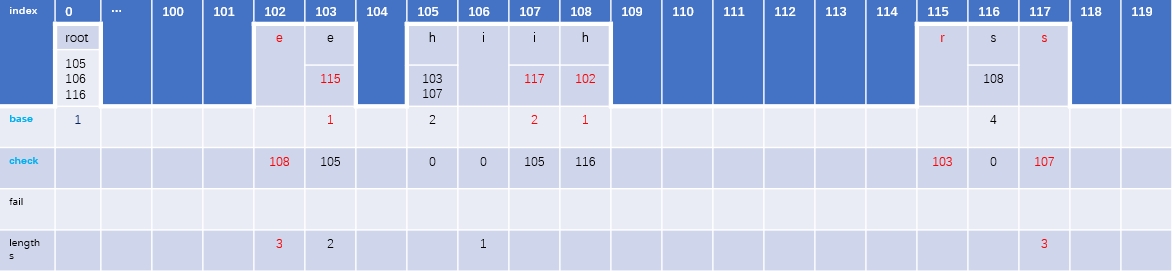 index 0 ... 100 101 102 103 104 105 106 107 108 109 110 111 112 113 114 115 116 117 118 119
root e e h i i h r s s
105
106 115 103 117 102 108
116 107
base 1 1 2 2 1 4
check 108 105 0 0 105 116 103 0 107
fail
length
s 3 2 1 3